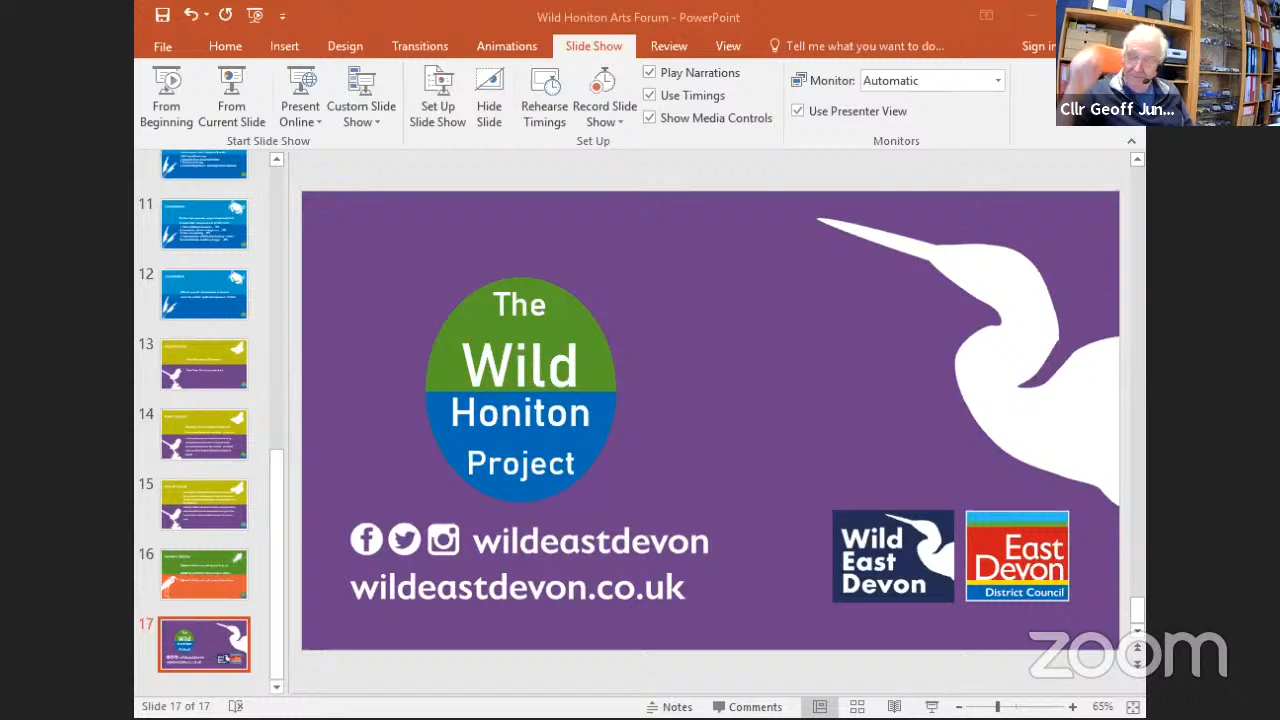 Wild Honiton Arts Forum - PowerPoint
File Home Insert Design Transitions Animations Slide Show Review View Tell me what you want to do... Sign in
From Beginning
From Current Slide
Present Online
Custom Slide Show
Set Up Slide Show
Hide Slide
Rehearse Timings
Record Slide Show
Play Narrations
Use Timings
Show Media Controls
Monitor: Automatic
Use Presenter View
Start Slide Show
Set Up
Monitors
Cllr Geoff Jun...
11
12
13
14
15
16
17
The
Wild
Honiton
Project
wildeastdevon
wildeastdevon.co.uk
Wild
East
Devon
East
Devon
District Council
zoom
Slide 17 of 17
Notes
Comments
65%